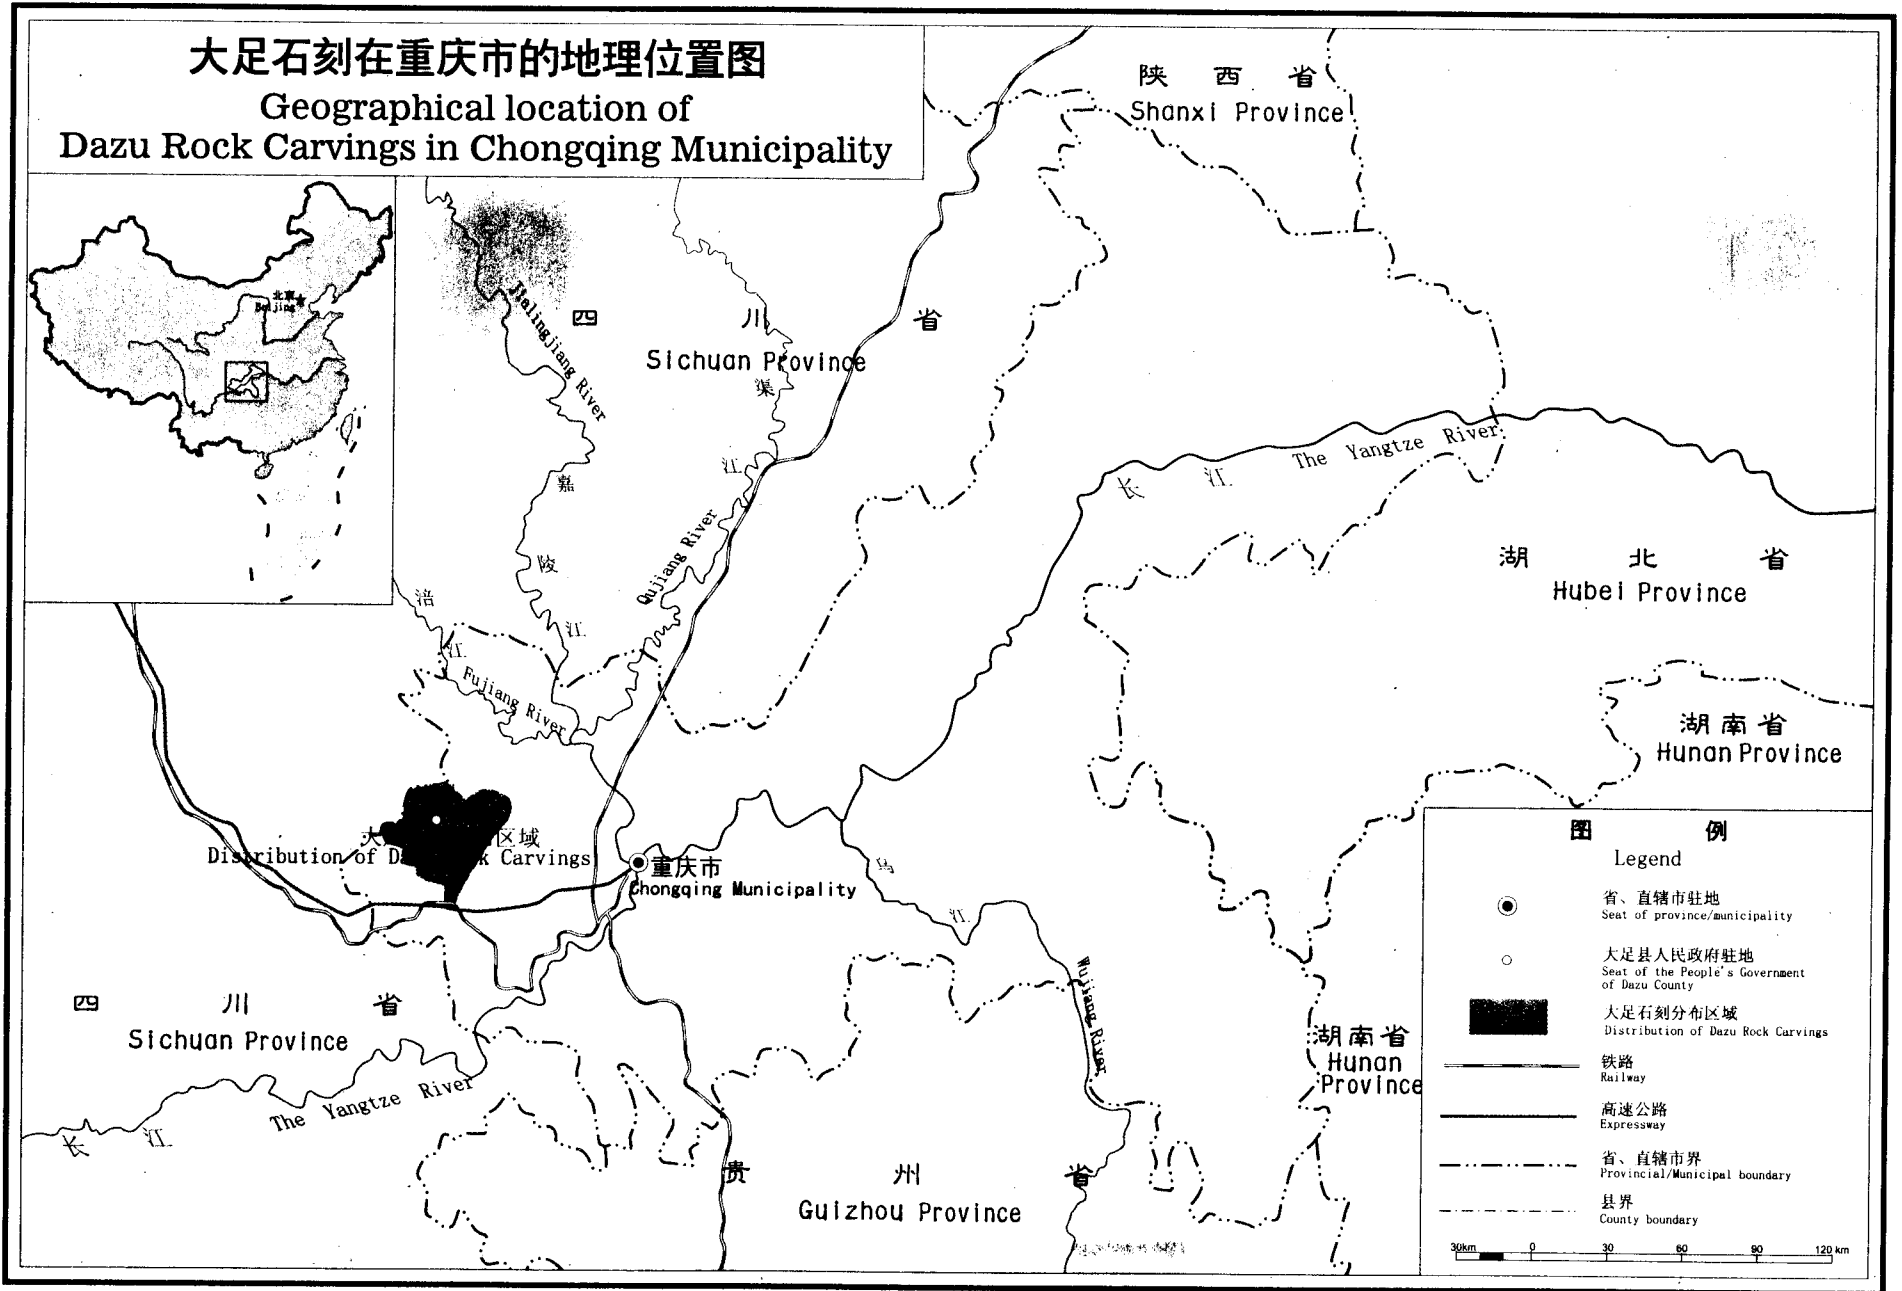 大足石刻在重庆市的地理位置图
Geographical location of
Dazu Rock Carvings in Chongqing Municipality
北京
Beijing
陕西省
Shanxi Province
四川省
Sichuan Province
Jialingjiang River
嘉陵江
渠江
Qujiang River
涪江
Fujiang River
长江
The Yangtze River
湖北省
Hubei Province
湖南省
Hunan Province
大
区域
Distribution of Da
k Carvings
重庆市
Chongqing Municipality
乌江
Wujiang River
四川省
Sichuan Province
The Yangtze River
长江
贵州省
Guizhou Province
湖南省
Hunan
Province
图例
Legend
省、直辖市驻地
Seat of province/municipality
大足县人民政府驻地
Seat of the People's Government
of Dazu County
大足石刻分布区域
Distribution of Dazu Rock Carvings
铁路
Railway
高速公路
Expressway
省、直辖市界
Provincial/Municipal boundary
县界
County boundary
30km 0 30 60 90 120 km